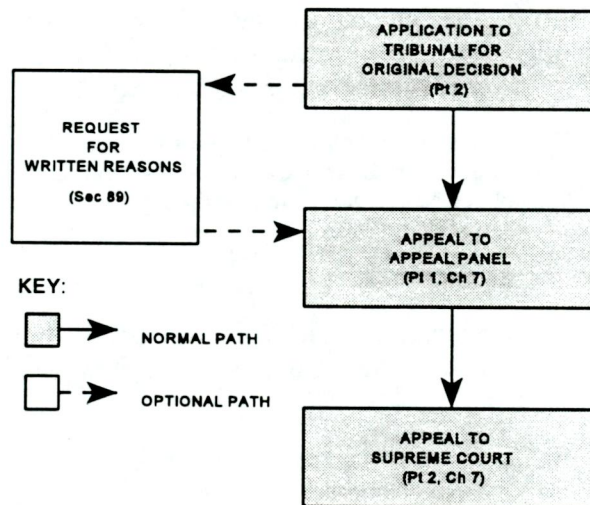 APPLICATION TO
TRIBUNAL FOR
ORIGINAL DECISION
(Pt 2)
REQUEST
FOR
WRITTEN REASONS
(Sec 89)
APPEAL TO
APPEAL PANEL
(Pt 1, Ch 7)
KEY:
NORMAL PATH
OPTIONAL PATH
APPEAL TO
SUPREME COURT
(Pt 2, Ch 7)